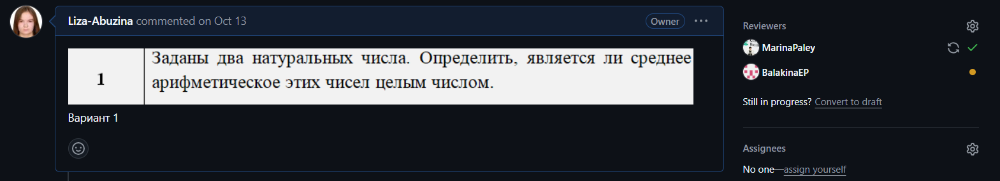 Liza-Abuzina commented on Oct 13
Owner
1
Заданы два натуральных числа. Определить, является ли среднее
арифметическое этих чисел целым числом.
Вариант 1
Reviewers
MarinaPaley
BalakinaEP
Still in progress? Convert to draft
Assignees
No one—assign yourself